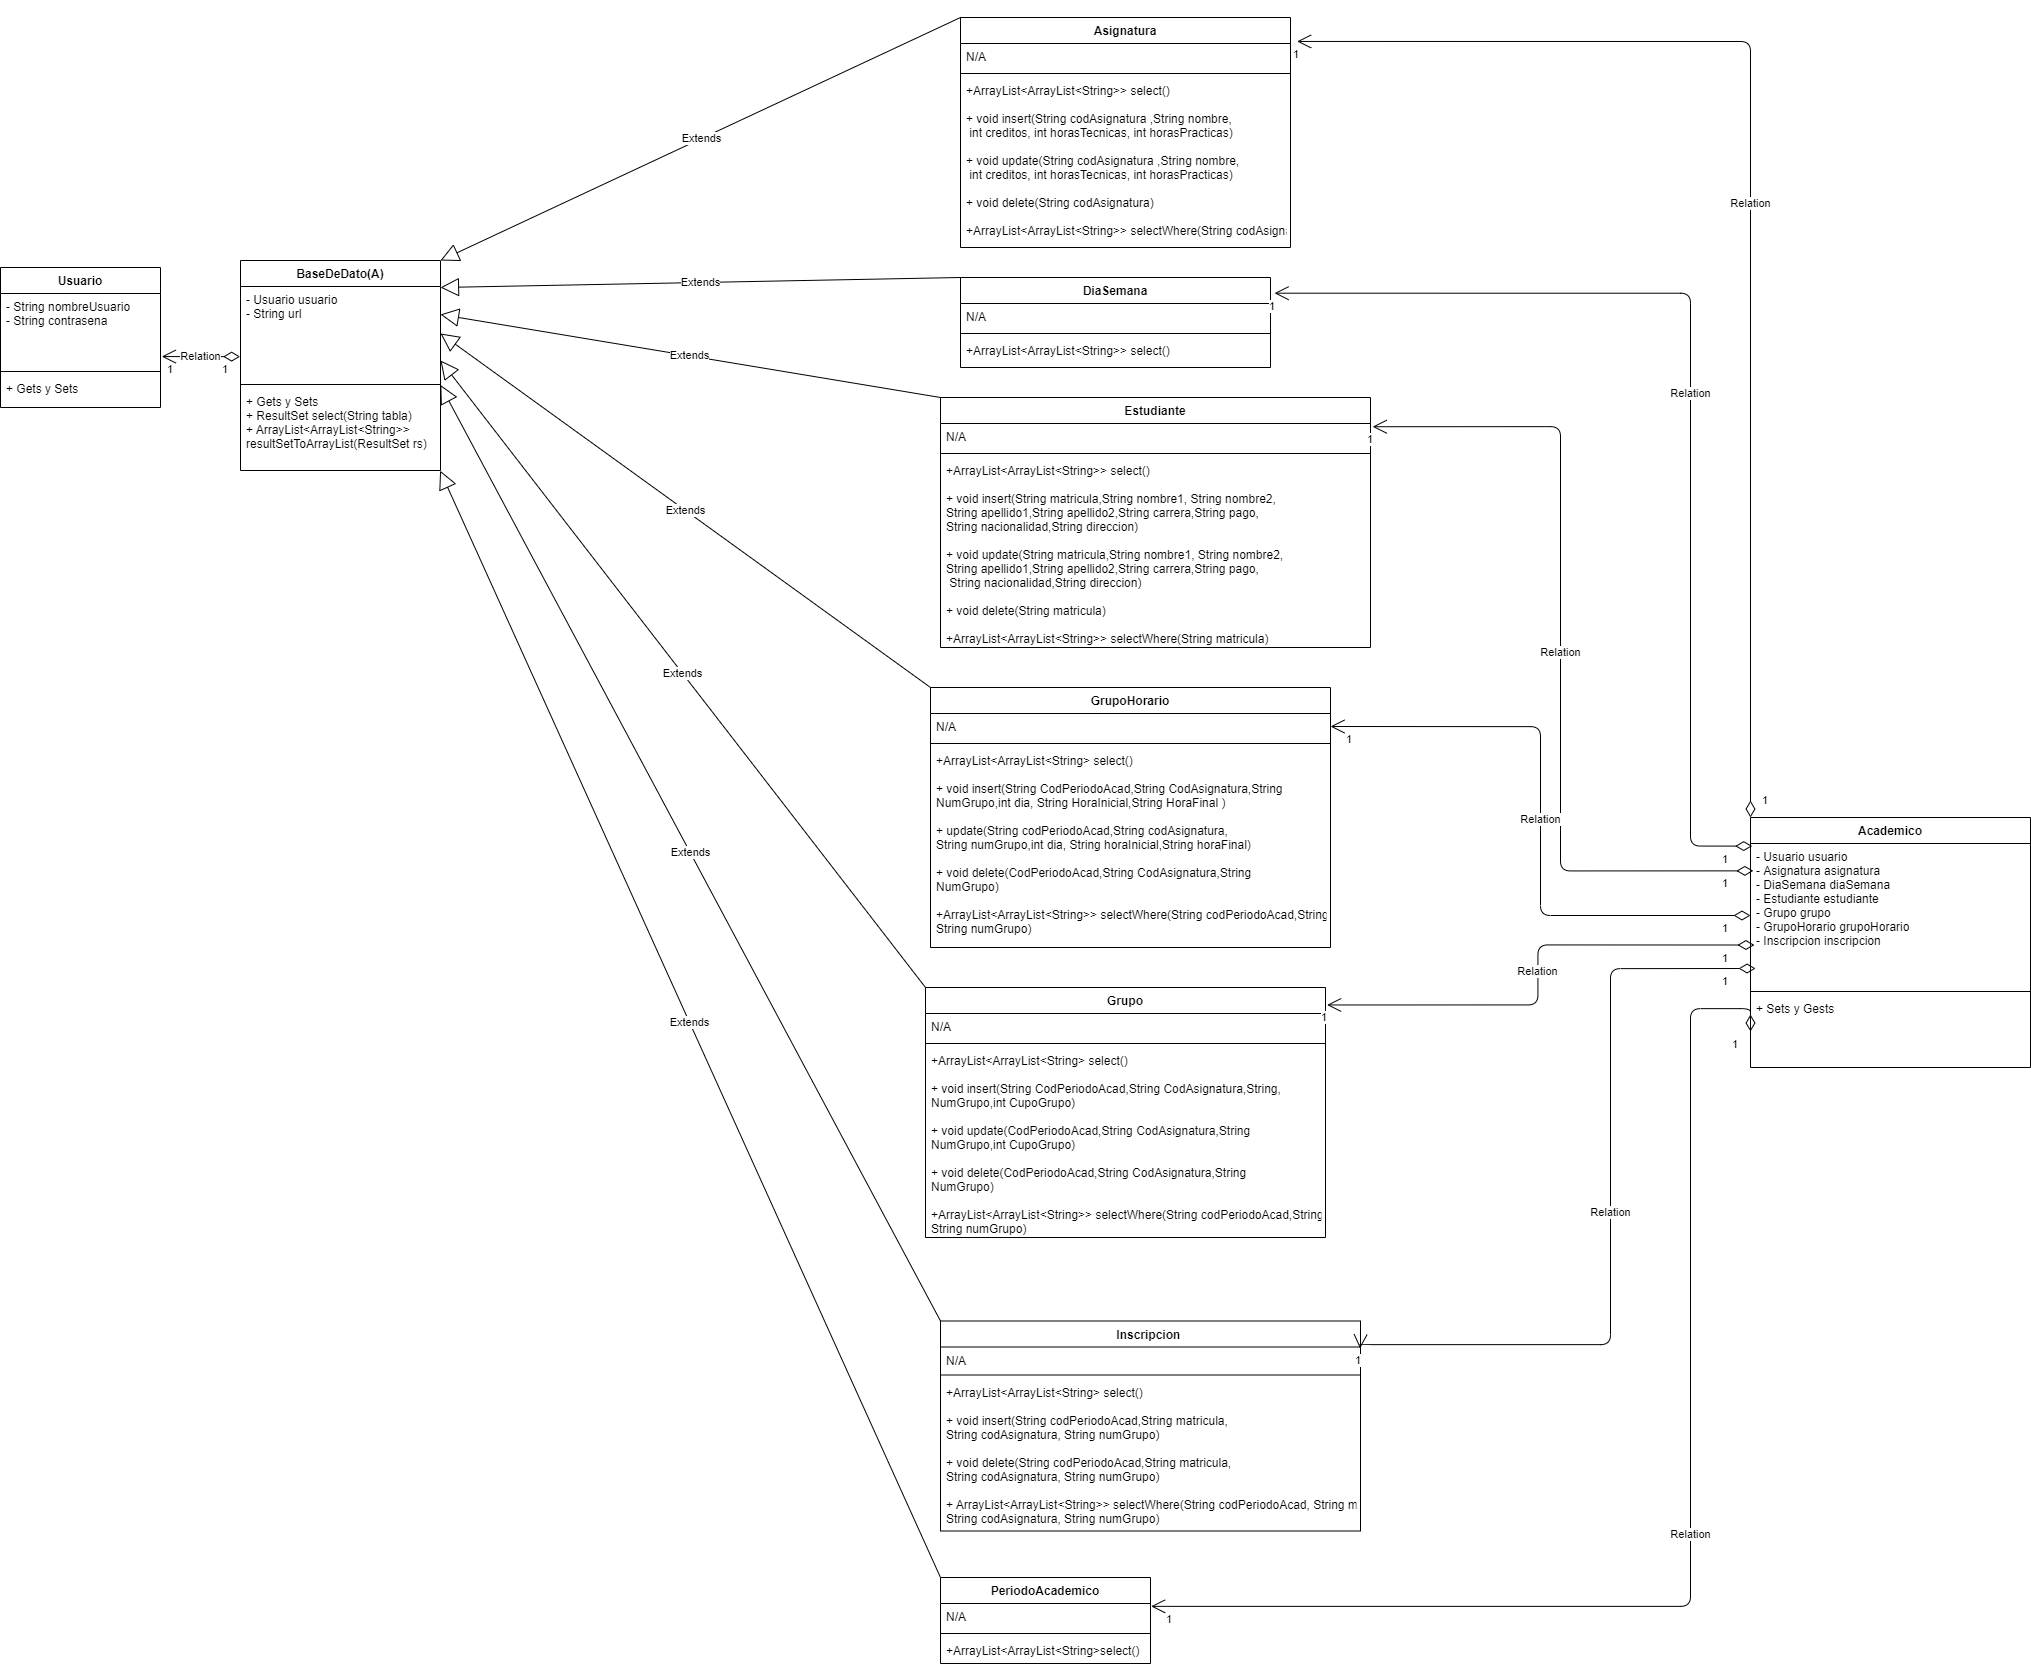 Usuario
- String nombreUsuario
- String contrasena
+ Gets y Sets
Relation
1
1
BaseDeDato(A)
- Usuario usuario
- String url
+ Gets y Sets
+ ResultSet select(String tabla)
+ ArrayList<ArrayList<String>>
resultSetToArrayList(ResultSet rs)
Extends
Extends
Extends
Extends
Extends
Extends
Extends
Asignatura
N/A
+ArrayList<ArrayList<String>> select()
+ void insert(String codAsignatura ,String nombre,
int creditos, int horasTecnicas, int horasPracticas)
+ void update(String codAsignatura ,String nombre,
int creditos, int horasTecnicas, int horasPracticas)
+ void delete(String codAsignatura)
+ArrayList<ArrayList<String>> selectWhere(String codAsign
1
DiaSemana
N/A
+ArrayList<ArrayList<String>> select()
1
Estudiante
N/A
+ArrayList<ArrayList<String>> select()
+ void insert(String matricula,String nombre1, String nombre2,
String apellido1,String apellido2,String carrera,String pago,
String nacionalidad,String direccion)
+ void update(String matricula,String nombre1, String nombre2,
String apellido1,String apellido2,String carrera,String pago,
String nacionalidad,String direccion)
+ void delete(String matricula)
+ArrayList<ArrayList<String>> selectWhere(String matricula)
1
GrupoHorario
N/A
+ArrayList<ArrayList<String> select()
+ void insert(String CodPeriodoAcad,String CodAsignatura,String
NumGrupo,int dia, String HoraInicial,String HoraFinal )
+ update(String codPeriodoAcad,String codAsignatura,
String numGrupo,int dia, String horaInicial,String horaFinal)
+ void delete(CodPeriodoAcad,String CodAsignatura,String
NumGrupo)
+ArrayList<ArrayList<String>> selectWhere(String codPeriodoAcad,String
String numGrupo)
1
Grupo
N/A
+ArrayList<ArrayList<String> select()
+ void insert(String CodPeriodoAcad,String CodAsignatura,String,
NumGrupo,int CupoGrupo)
+ void update(CodPeriodoAcad,String CodAsignatura,String
NumGrupo,int CupoGrupo)
+ void delete(CodPeriodoAcad,String CodAsignatura,String
NumGrupo)
+ArrayList<ArrayList<String>> selectWhere(String codPeriodoAcad,String
String numGrupo)
1
Inscripcion
N/A
+ArrayList<ArrayList<String> select()
+ void insert(String codPeriodoAcad,String matricula,
String codAsignatura, String numGrupo)
+ void delete(String codPeriodoAcad,String matricula,
String codAsignatura, String numGrupo)
+ ArrayList<ArrayList<String>> selectWhere(String codPeriodoAcad, String m
String codAsignatura, String numGrupo)
1
PeriodoAcademico
N/A
+ArrayList<ArrayList<String>select()
1
Relation
Relation
Relation
Relation
Relation
Relation
Relation
1
1
1
1
1
1
1
Academico
- Usuario usuario
- Asignatura asignatura
- DiaSemana diaSemana
- Estudiante estudiante
- Grupo grupo
- GrupoHorario grupoHorario
- Inscripcion inscripcion
+ Sets y Gests